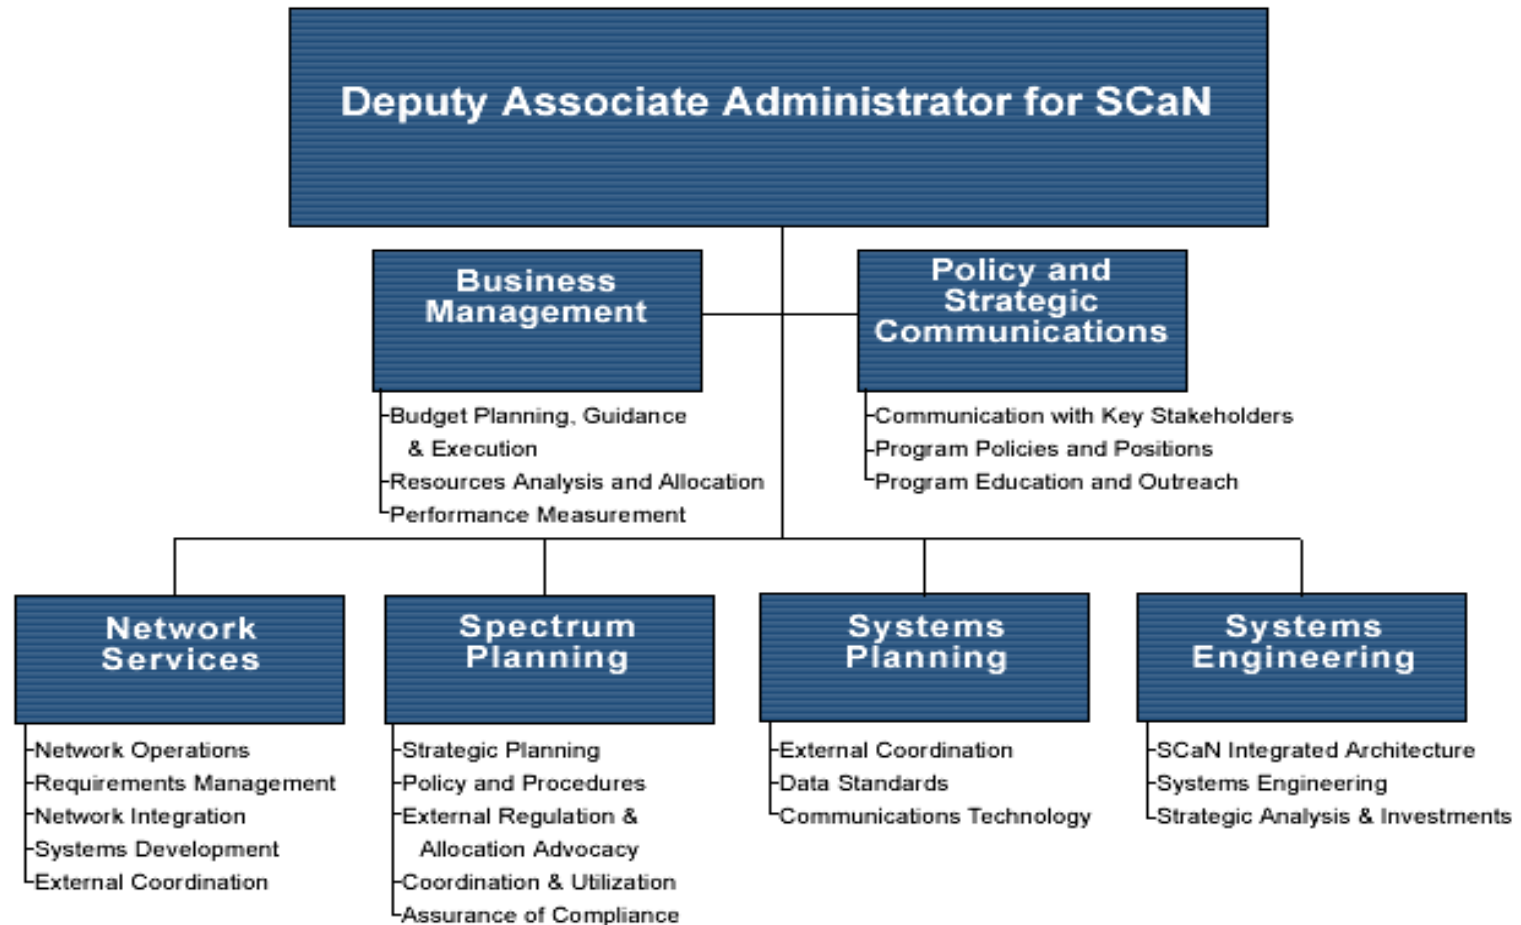 Deputy Associate Administrator for SCaN
Business
Management
Budget Planning, Guidance
& Execution
Resources Analysis and Allocation
Performance Measurement
Policy and
Strategic
Communications
Communication with Key Stakeholders
Program Policies and Positions
Program Education and Outreach
Network
Services
Network Operations
Requirements Management
Network Integration
Systems Development
External Coordination
Spectrum
Planning
Strategic Planning
Policy and Procedures
External Regulation &
Allocation Advocacy
Coordination & Utilization
Assurance of Compliance
Systems
Planning
External Coordination
Data Standards
Communications Technology
Systems
Engineering
SCaN Integrated Architecture
Systems Engineering
Strategic Analysis & Investments